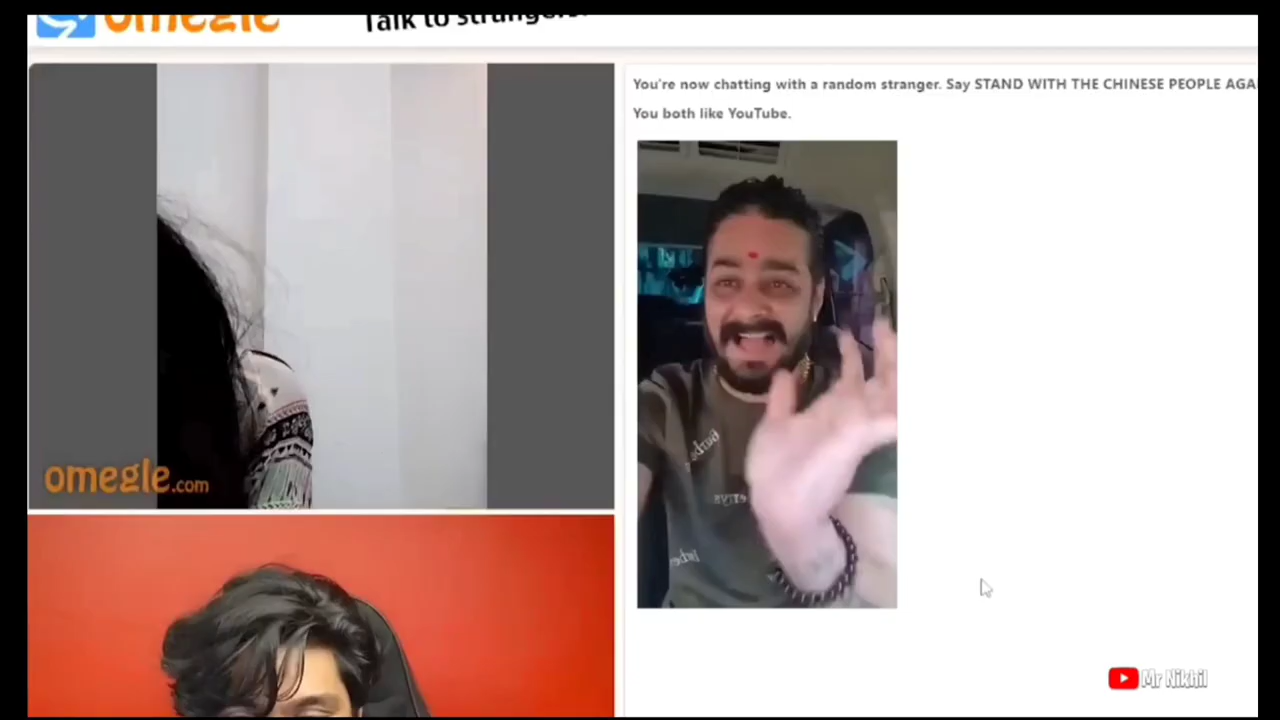 omegle
Talk to strangers!
You're now chatting with a random stranger. Say STAND WITH THE CHINESE PEOPLE AGA
You both like YouTube.
omegle.com
Mr Nikhil